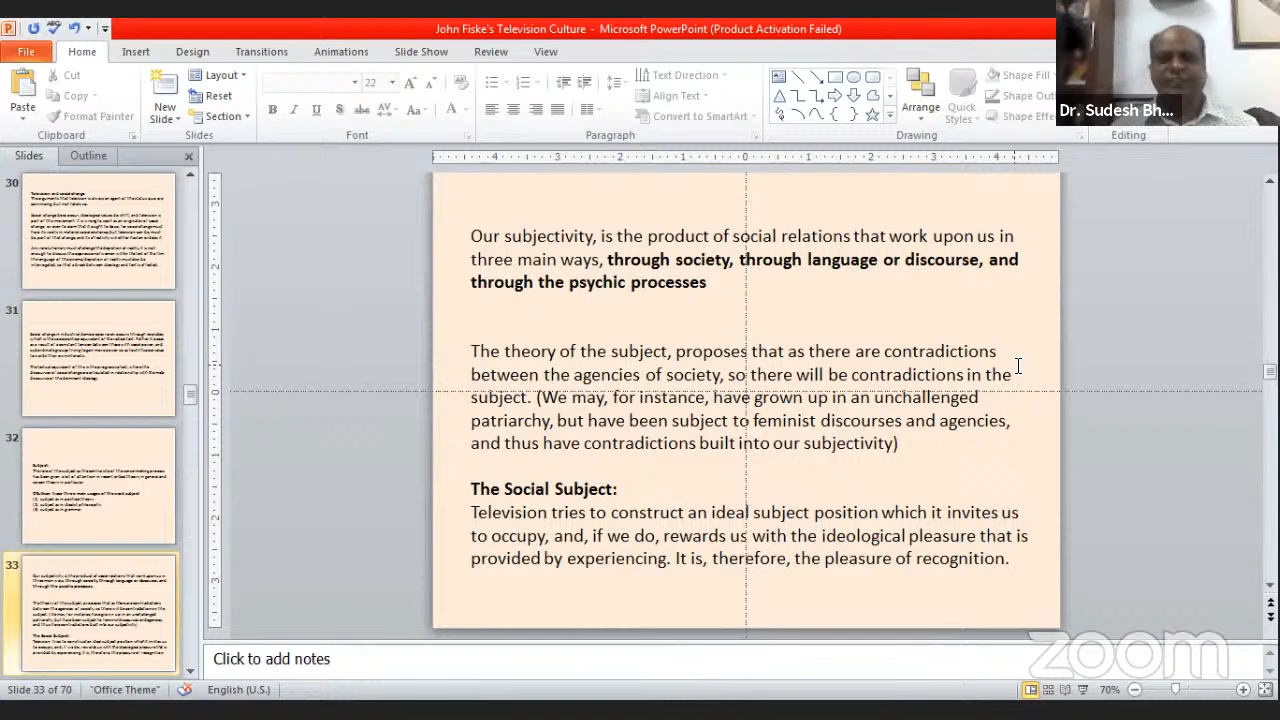 John Fiske's Television Culture - Microsoft PowerPoint (Product Activation Failed)
File Home Insert Design Transitions Animations Slide Show Review View
Cut
Copy
Format Painter
Paste
Clipboard
New
Slide
Layout
Reset
Section
Slides
22
Font
Text Direction
Align Text
Convert to SmartArt
Paragraph
Arrange
Quick
Styles
Shape Fill
Shape Effe
Drawing
Editing
Dr. Sudesh Bh...
Slides Outline
30
31
32
33
Our subjectivity, is the product of social relations that work upon us in
three main ways, through society, through language or discourse, and
through the psychic processes
The theory of the subject, proposes that as there are contradictions
between the agencies of society, so there will be contradictions in the
subject. (We may, for instance, have grown up in an unchallenged
patriarchy, but have been subject to feminist discourses and agencies,
and thus have contradictions built into our subjectivity)
The Social Subject:
Television tries to construct an ideal subject position which it invites us
to occupy, and, if we do, rewards us with the ideological pleasure that is
provided by experiencing. It is, therefore, the pleasure of recognition.
zoom
Click to add notes
Slide 33 of 70 "Office Theme" English (U.S.) 70%